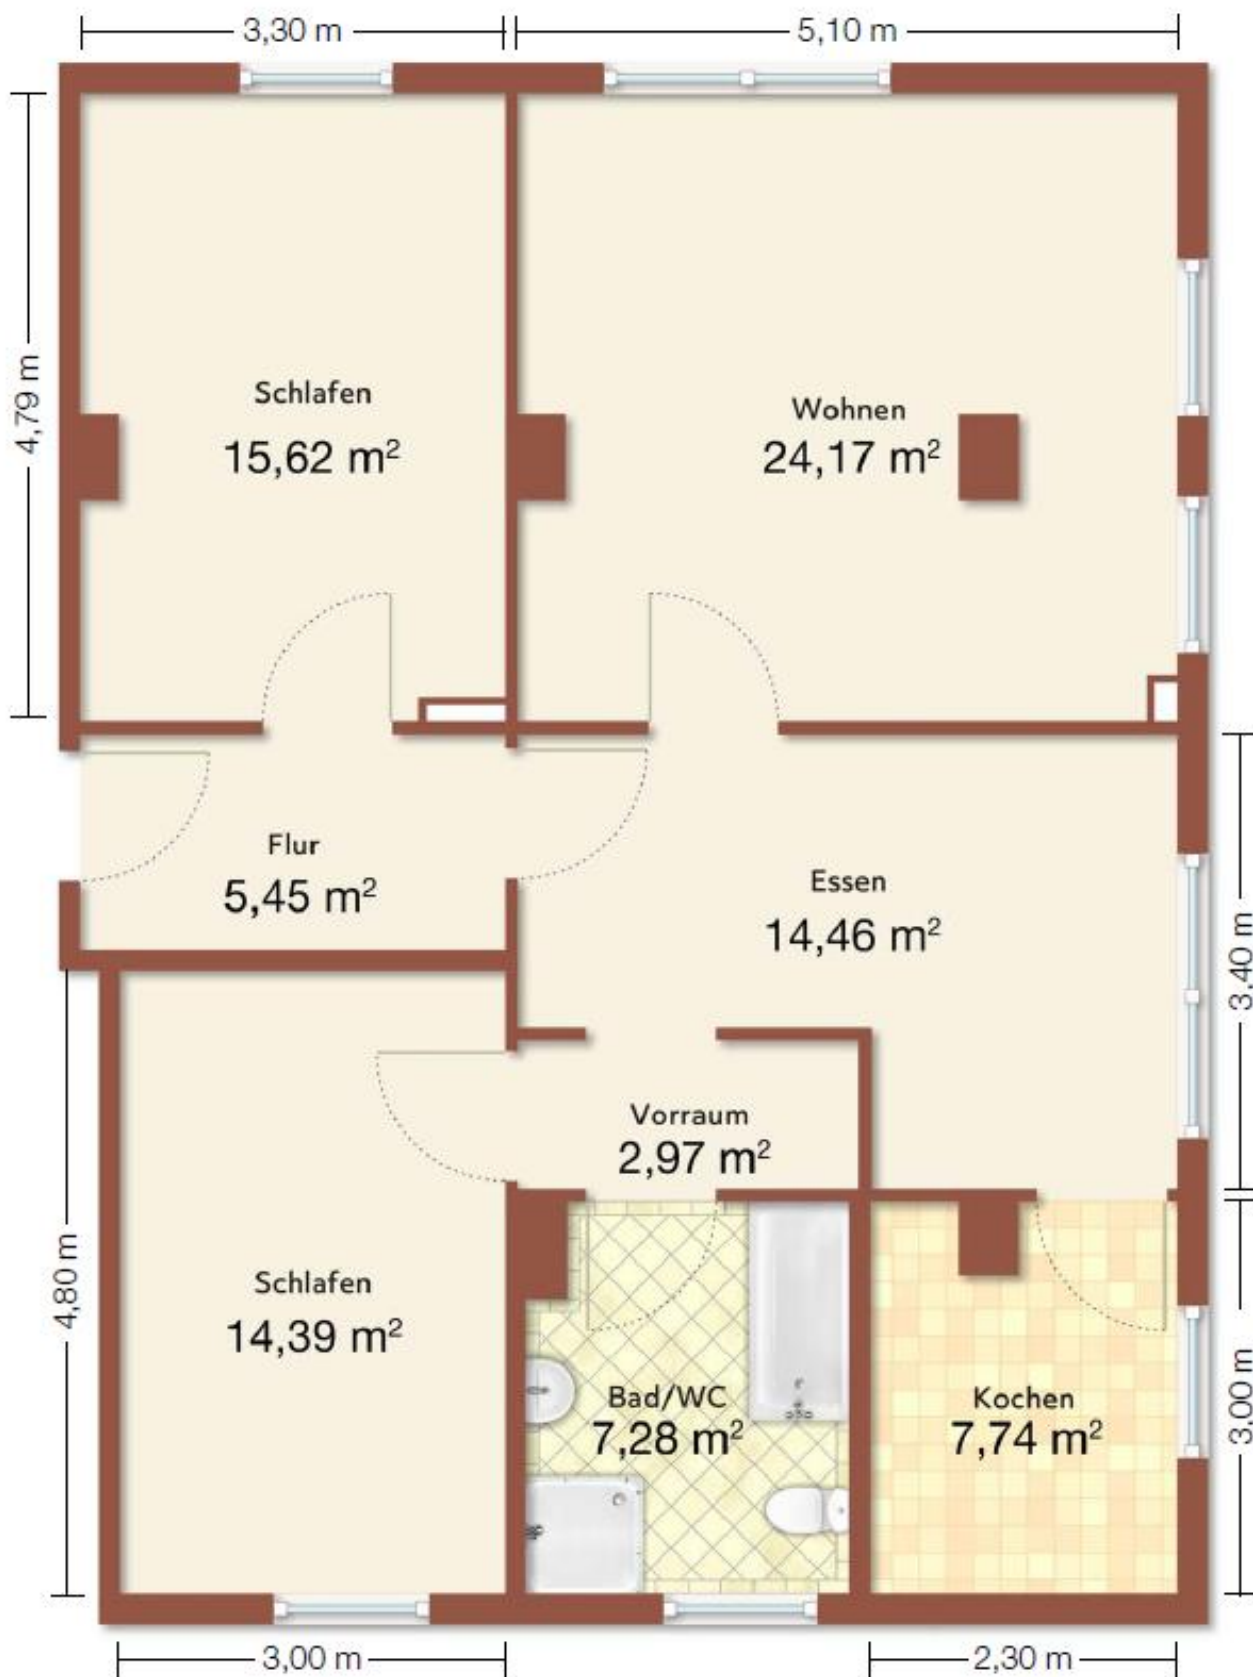 3,30 m
5,10 m
4,79 m
Schlafen
15,62 m²
Wohnen
24,17 m²
Flur
5,45 m²
Essen
14,46 m²
3,40 m
Vorraum
2,97 m²
4,80 m
Schlafen
14,39 m²
Bad/WC
7,28 m²
Kochen
7,74 m²
3,00 m
3,00 m
2,30 m